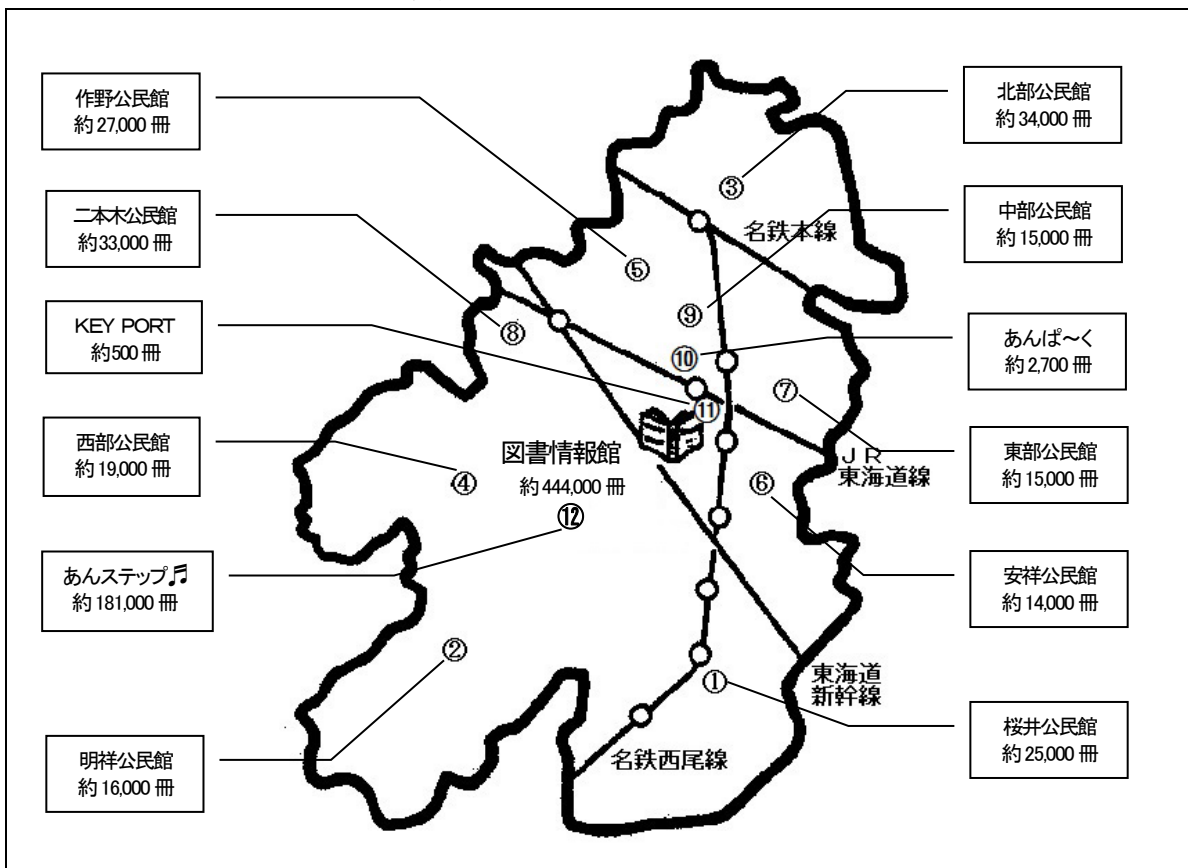 作野公民館
約27,000冊
二本木公民館
約33,000冊
KEY PORT
約500冊
西部公民館
約19,000冊
あんステップ♬
約181,000冊
明祥公民館
約16,000冊
③
名鉄本線
⑤
⑨
⑧
⑩
⑦
⑪
図書情報館
約444,000冊
JR
東海道線
④
⑥
⑫
②
①
東海道
新幹線
名鉄西尾線
北部公民館
約34,000冊
中部公民館
約15,000冊
あんぱ~く
約2,700冊
東部公民館
約15,000冊
安祥公民館
約14,000冊
桜井公民館
約25,000冊